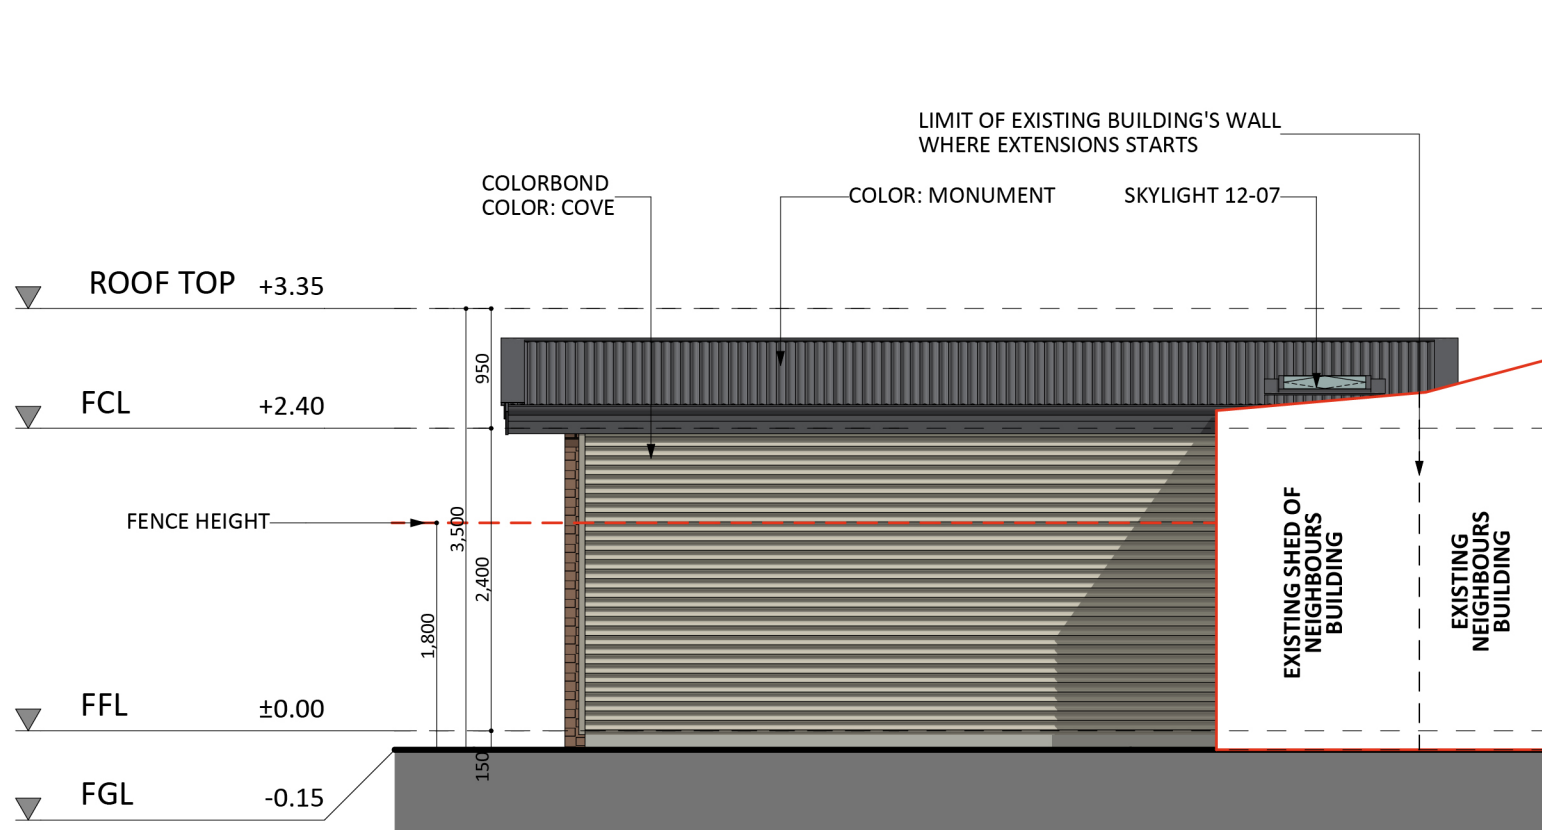 LIMIT OF EXISTING BUILDING'S WALL
WHERE EXTENSIONS STARTS
COLORBOND
COLOR: COVE
COLOR: MONUMENT
SKYLIGHT 12-07
ROOF TOP +3.35
950
FCL +2.40
FENCE HEIGHT
3,500
2,400
1,800
EXISTING SHED OF
NEIGHBOURS
BUILDING
EXISTING
NEIGHBOURS
BUILDING
FFL ±0.00
150
FGL -0.15